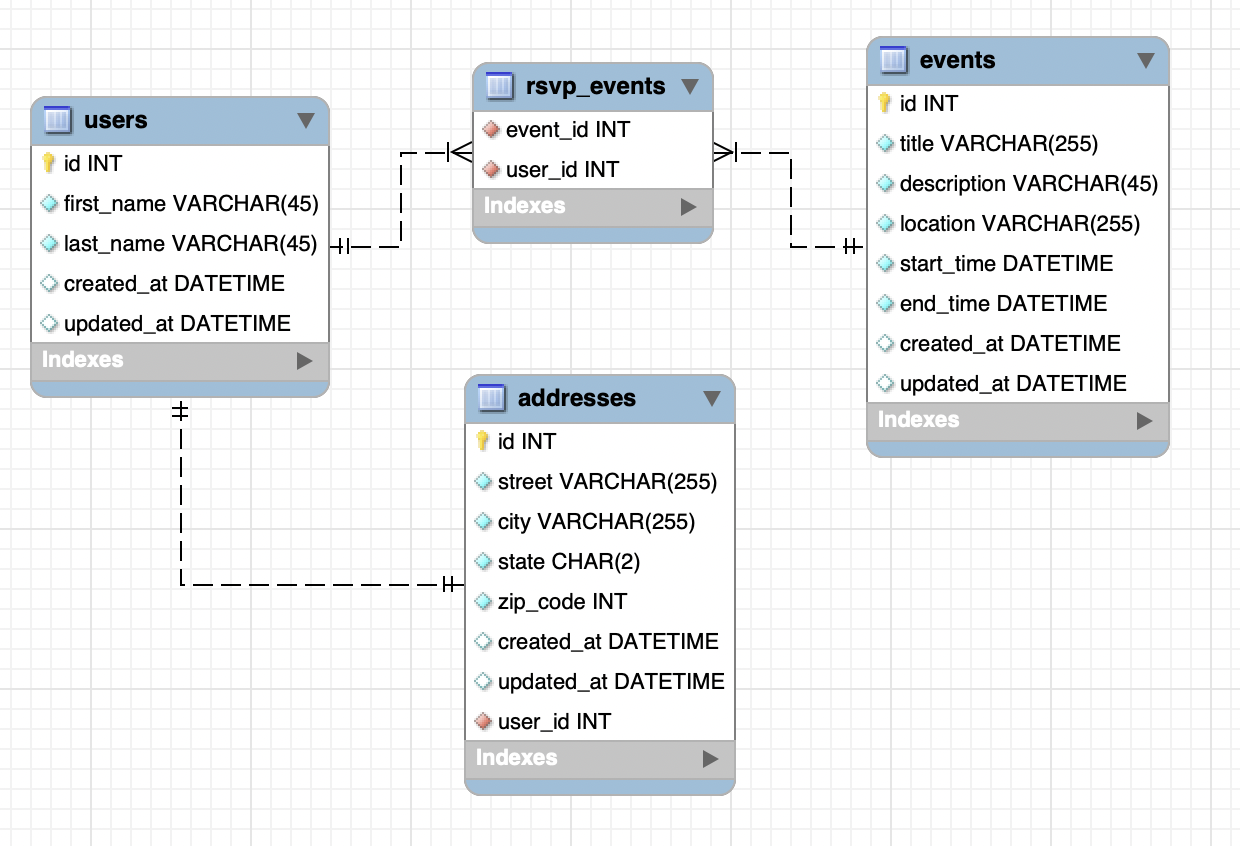 users
id INT
first_name VARCHAR(45)
last_name VARCHAR(45)
created_at DATETIME
updated_at DATETIME
Indexes
rsvp_events
event_id INT
user_id INT
Indexes
events
id INT
title VARCHAR(255)
description VARCHAR(45)
location VARCHAR(255)
start_time DATETIME
end_time DATETIME
created_at DATETIME
updated_at DATETIME
Indexes
addresses
id INT
street VARCHAR(255)
city VARCHAR(255)
state CHAR(2)
zip_code INT
created_at DATETIME
updated_at DATETIME
user_id INT
Indexes